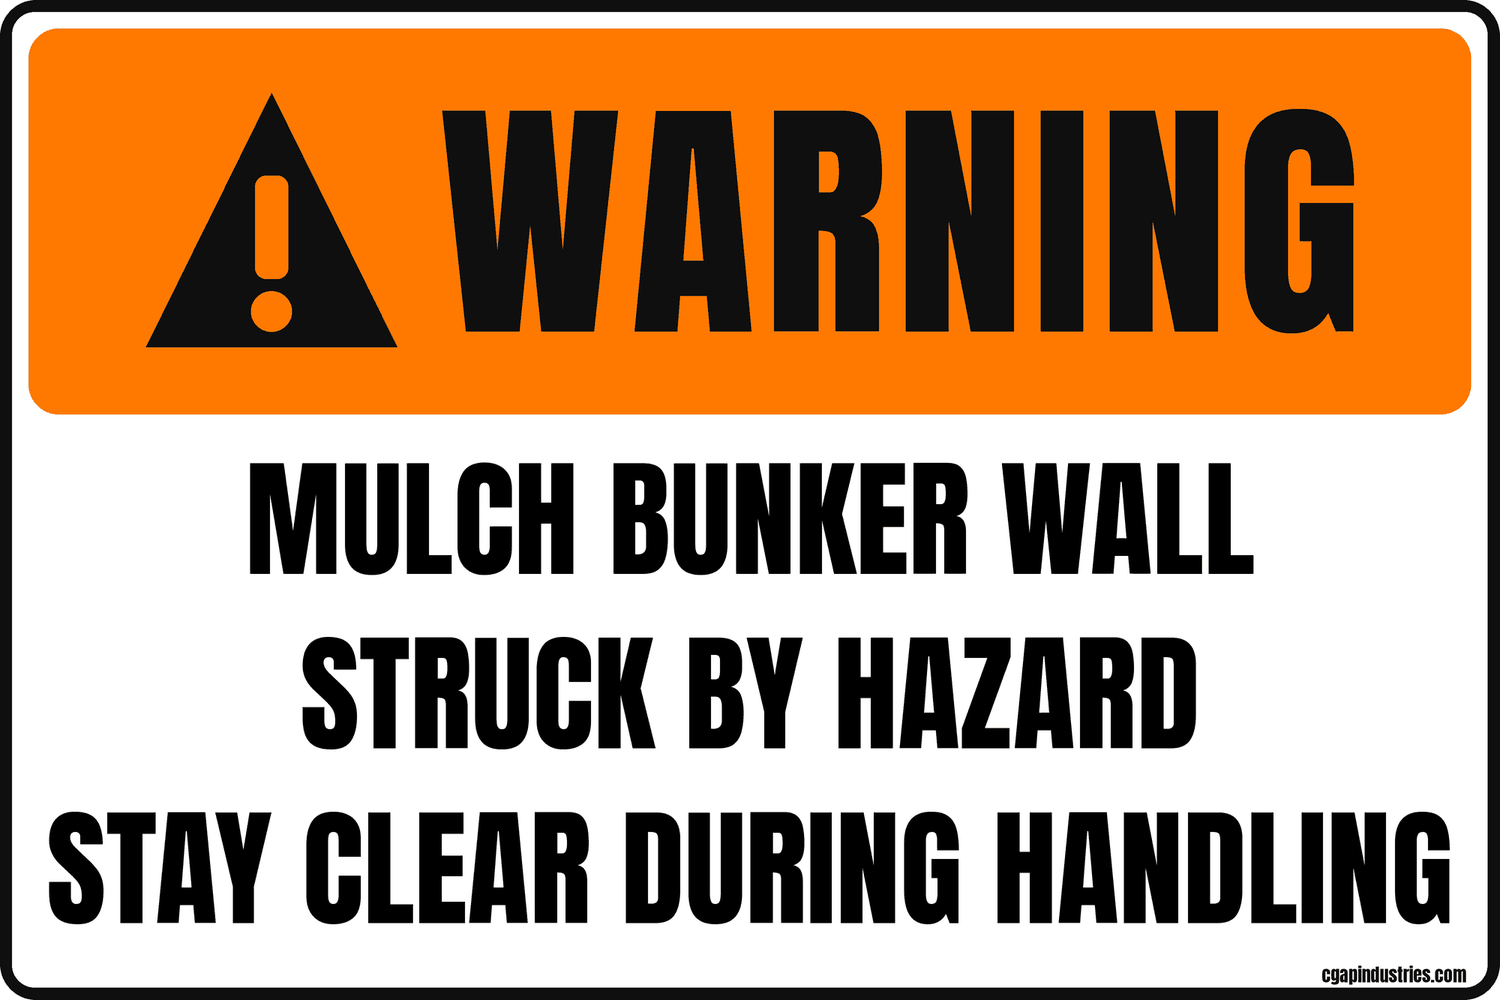 WARNING
MULCH BUNKER WALL
STRUCK BY HAZARD
STAY CLEAR DURING HANDLING
cgapindustries.com